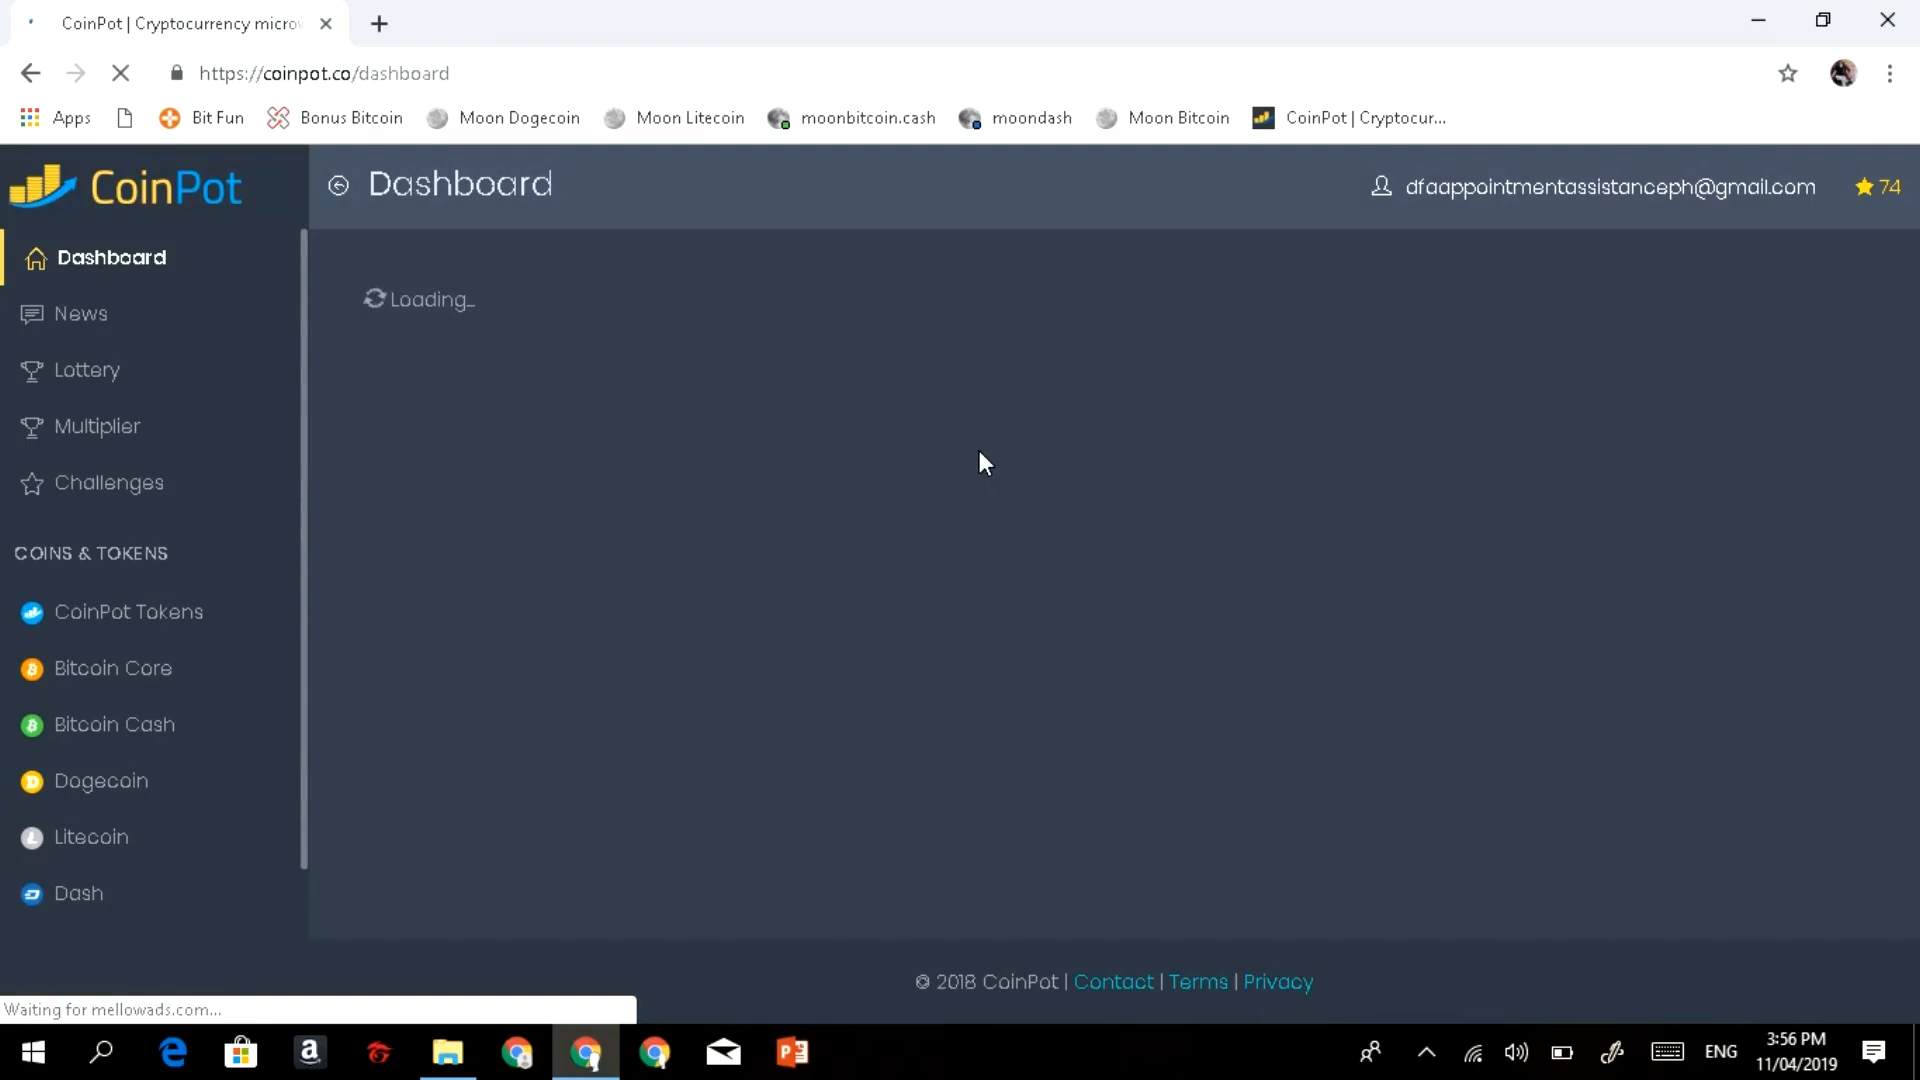 CoinPot | Cryptocurrency micro
https://coinpot.co/dashboard
Apps Bit Fun Bonus Bitcoin Moon Dogecoin Moon Litecoin moonbitcoin.cash moondash Moon Bitcoin CoinPot | Cryptocur...
CoinPot
Dashboard
dfaappointmentassistanceph@gmail.com
74
Dashboard
News
Lottery
Multiplier
Challenges
COINS & TOKENS
CoinPot Tokens
Bitcoin Core
Bitcoin Cash
Dogecoin
Litecoin
Dash
Loading...
© 2018 CoinPot | Contact | Terms | Privacy
Waiting for mellowads.com...
ENG
3:56 PM
11/04/2019